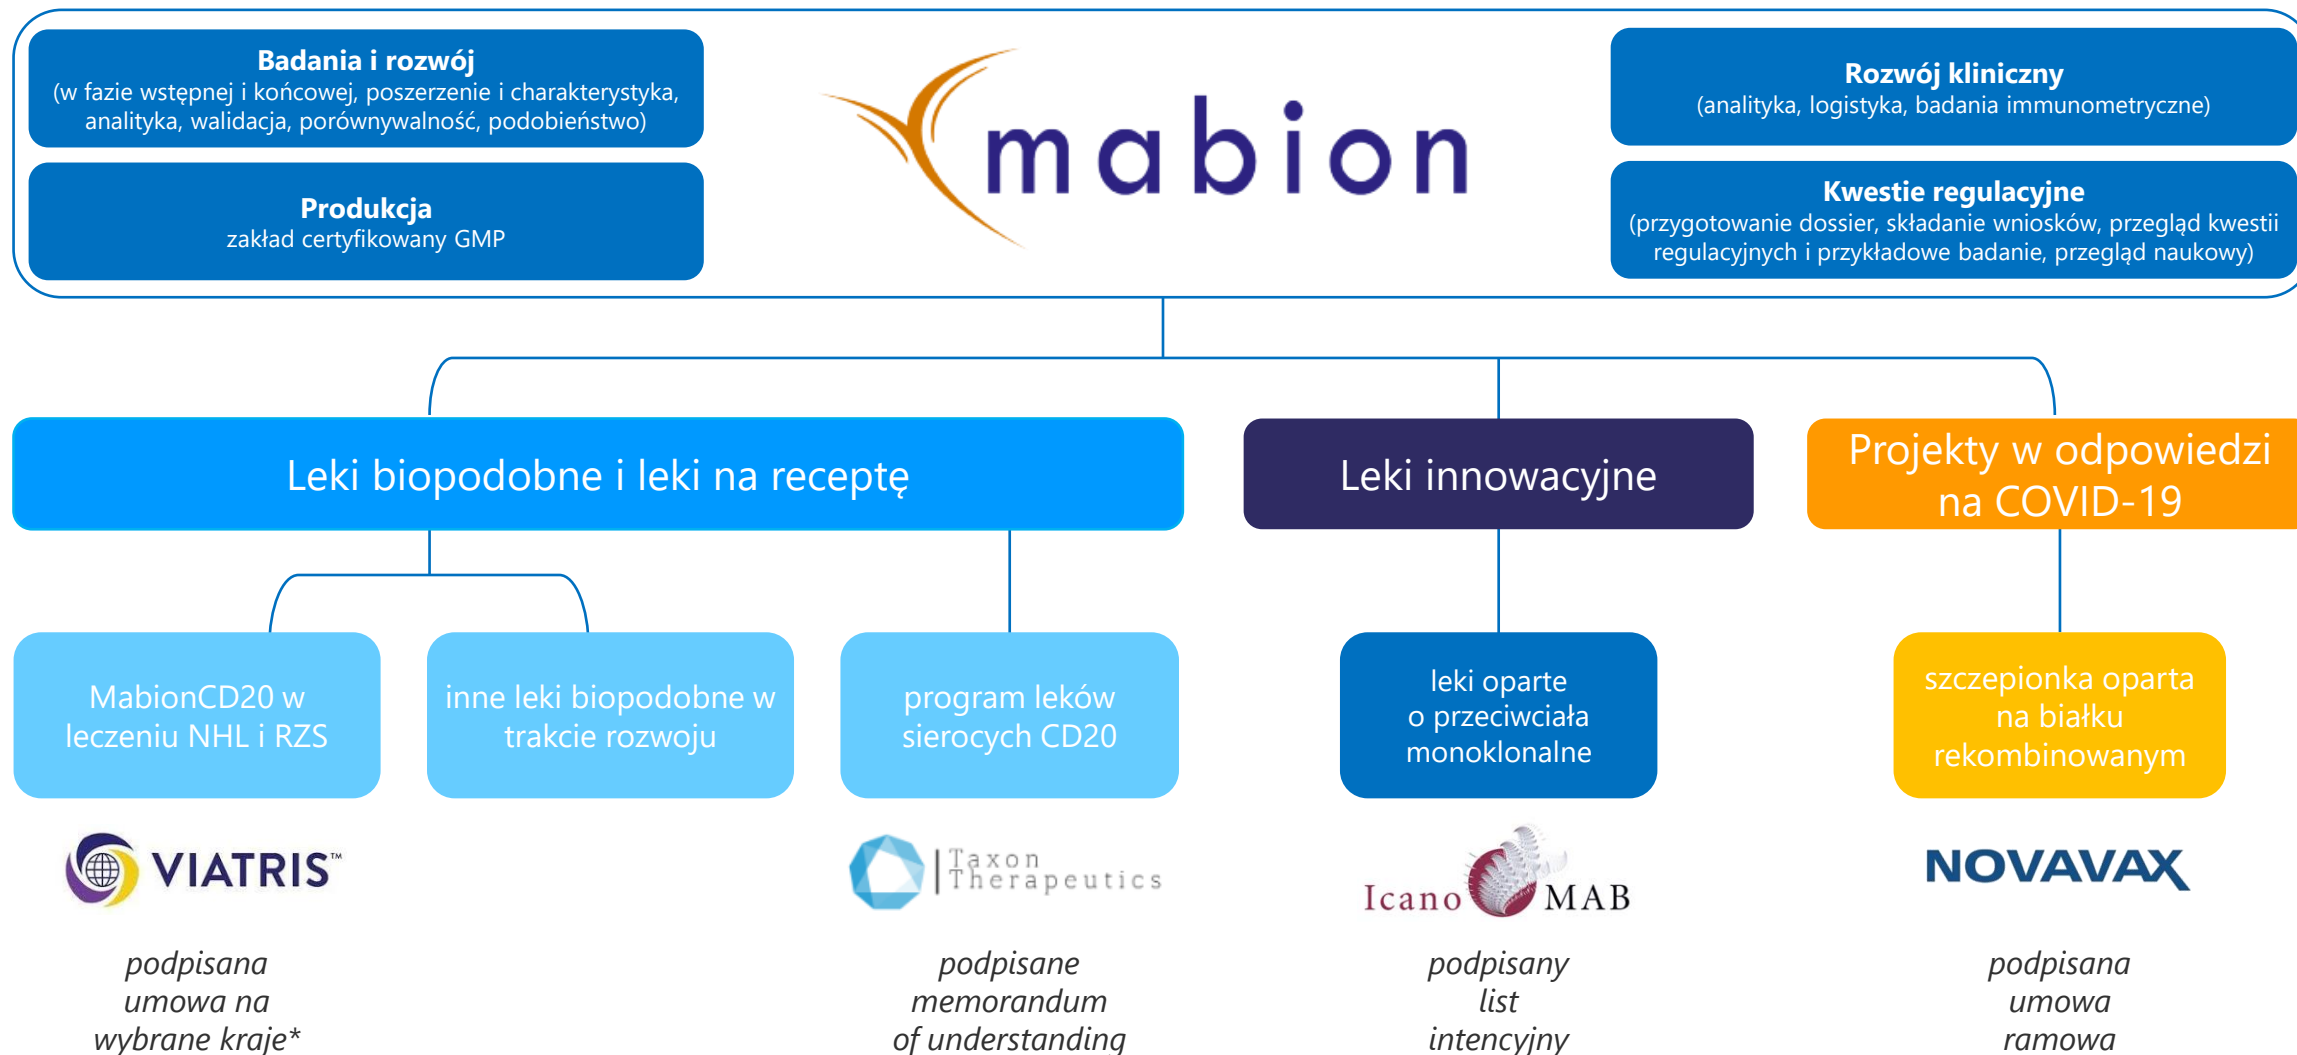 Badania i rozwój
(w fazie wstępnej i końcowej, poszerzenie i charakterystyka,
analityka, walidacja, porównywalność, podobieństwo)
Produkcja
zakład certyfikowany GMP
mabion
Rozwój kliniczny
(analityka, logistyka, badania immunometryczne)
Kwestie regulacyjne
(przygotowanie dossier, składanie wniosków, przegląd kwestii
regulacyjnych i przykładowe badanie, przegląd naukowy)
Leki biopodobne i leki na receptę
Leki innowacyjne
Projekty w odpowiedzi
na COVID-19
MabionCD20 w
leczeniu NHL i RZS
inne leki biopodobne w
trakcie rozwoju
program leków
sierocych CD20
leki oparte
o przeciwciała
monoklonalne
szczepionka oparta
na białku
rekombinowanym
VIATRIS™
Taxon
Therapeutics
Icano MAB
NOVAVAX
podpisana
umowa na
wybrane kraje*
podpisane
memorandum
of understanding
podpisany
list
intencyjny
podpisana
umowa
ramowa